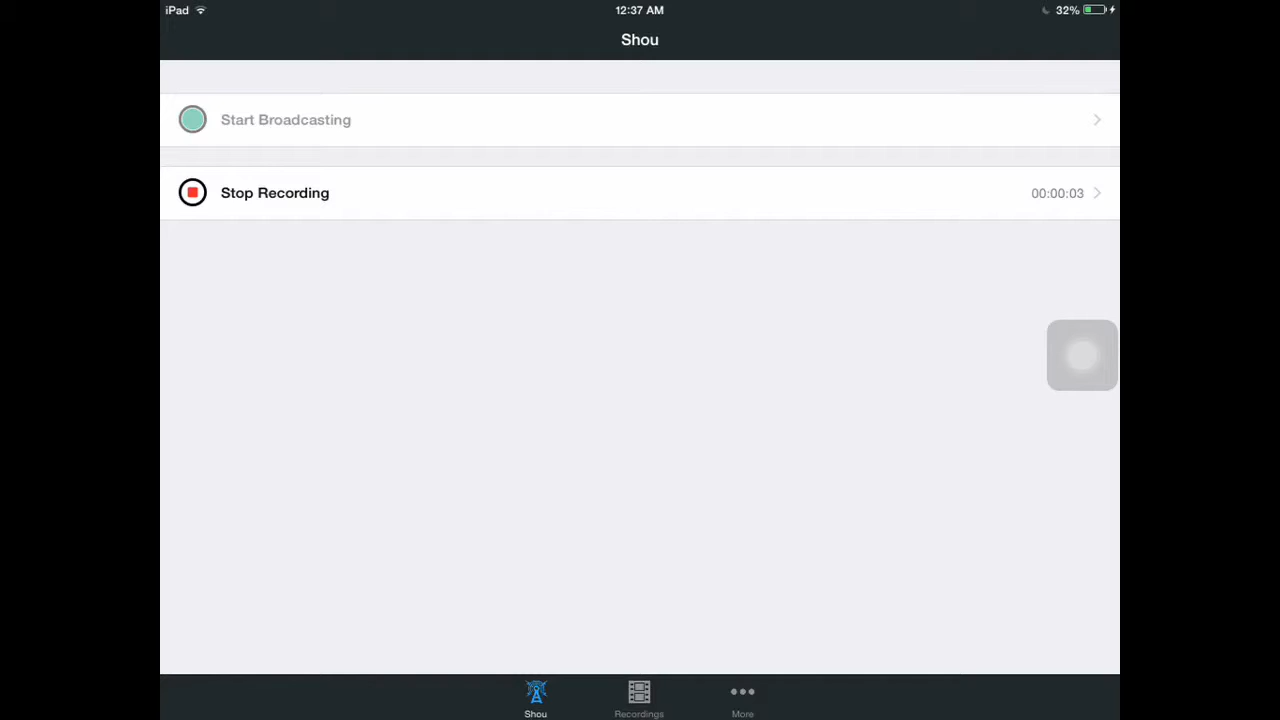 iPad 12:37 AM 32%
Shou
Start Broadcasting
Stop Recording 00:00:03
Shou Recordings More